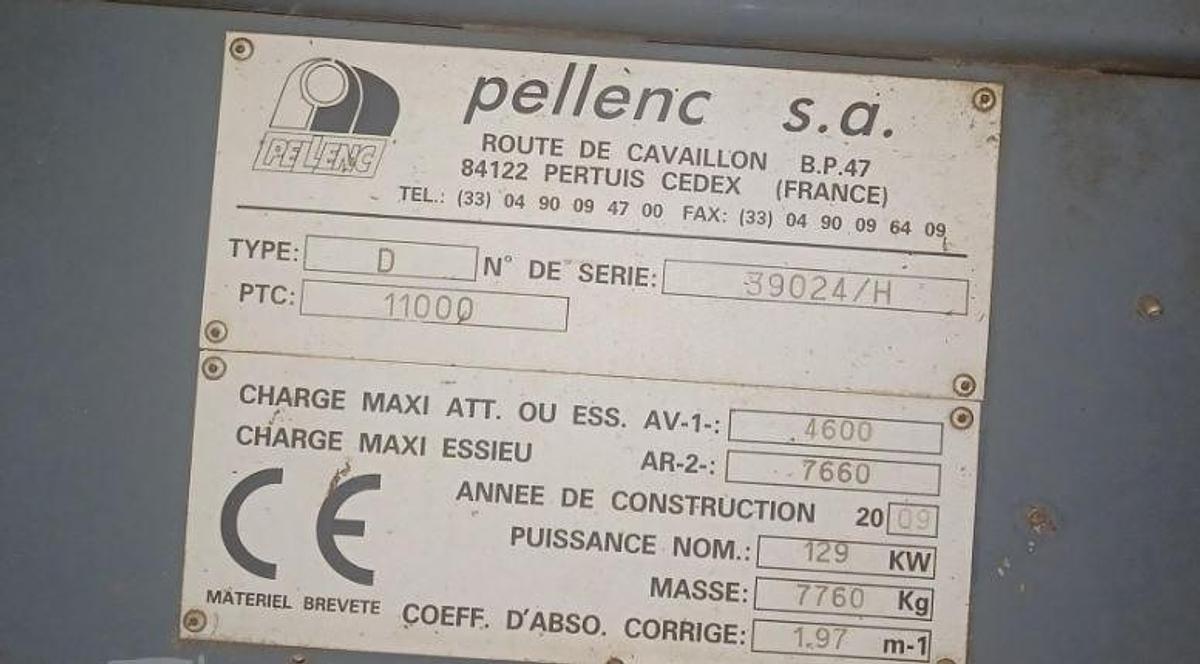 PELLENC
pellenc s.a.
ROUTE DE CAVAILLON B.P.47
84122 PERTUIS CEDEX (FRANCE)
TEL.: (33) 04 90 09 47 00 FAX: (33) 04 90 09 64 09
TYPE: D N° DE SERIE: 39024/H
PTC: 11000
CHARGE MAXI ATT. OU ESS. AV-1-: 4600
CHARGE MAXI ESSIEU AR-2-: 7660
ANNEE DE CONSTRUCTION 20 09
PUISSANCE NOM.: 129 KW
MASSE: 7760 Kg
CE
MATERIEL BREVETE
COEFF. D'ABSO. CORRIGE: 1.97 m-1